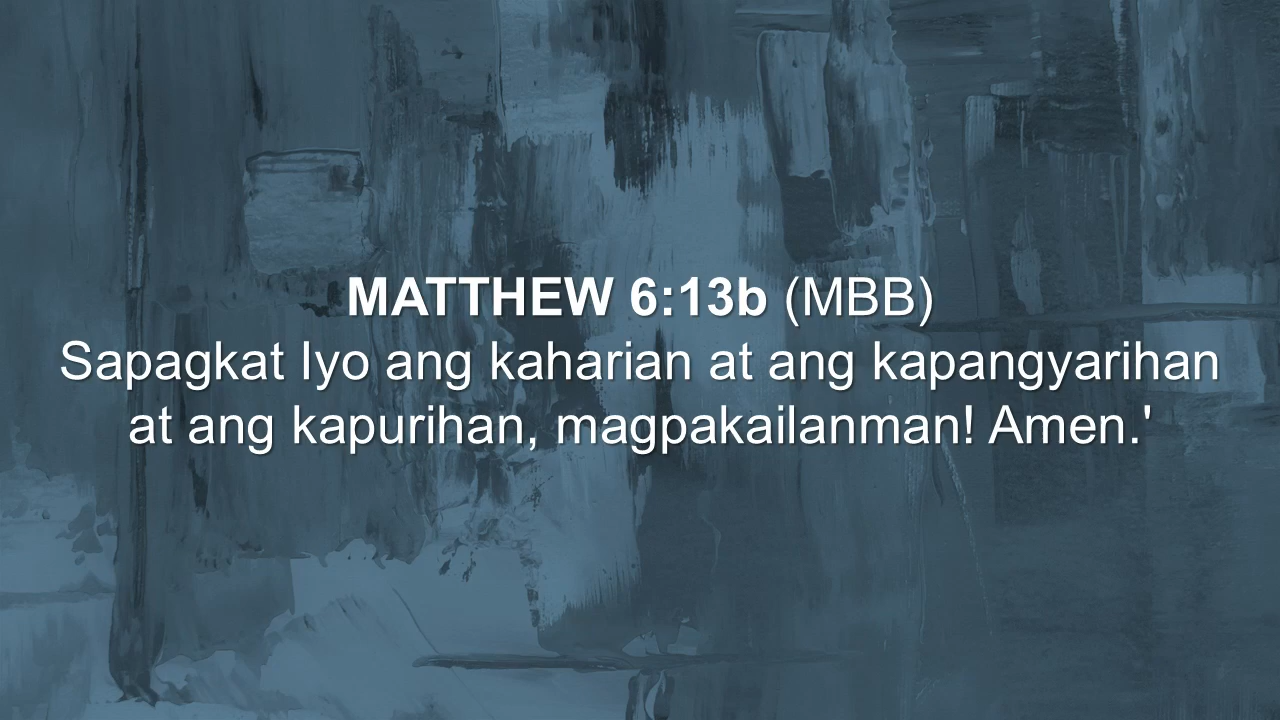 MATTHEW 6:13b (MBB)
Sapagkat Iyo ang kaharian at ang kapangyarihan
at ang kapurihan, magpakailanman! Amen.'